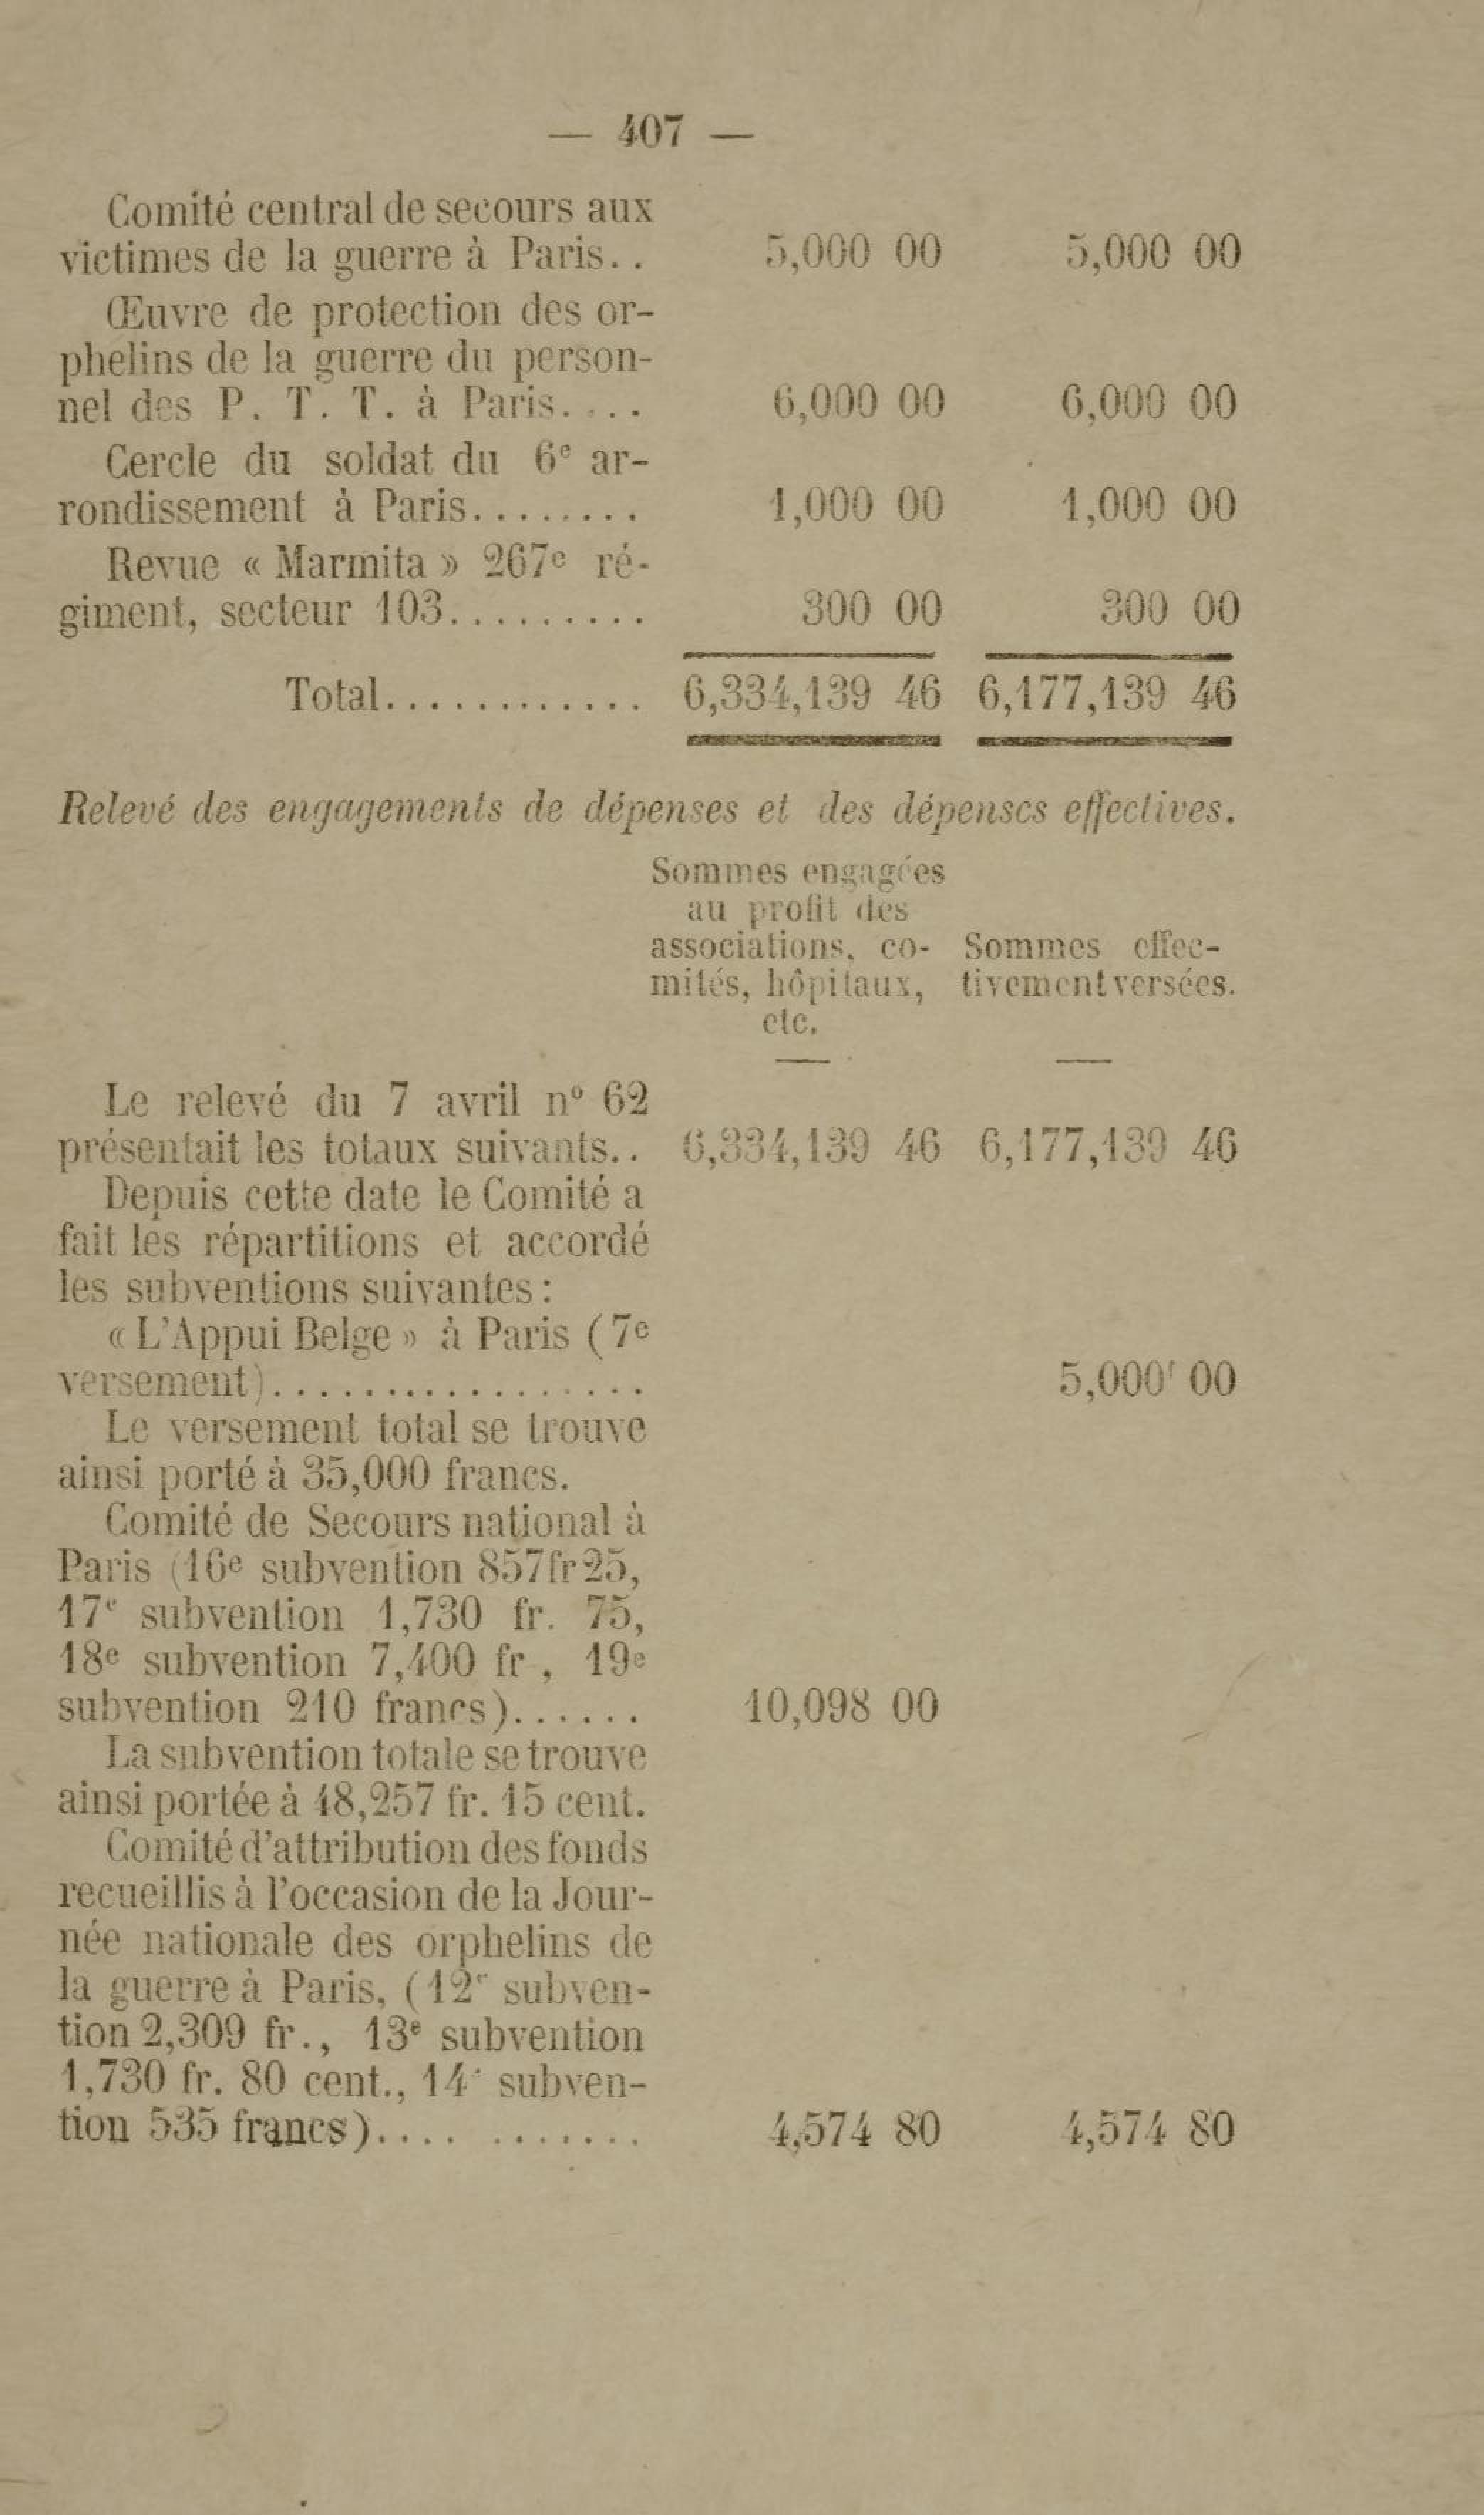 — 407 —
Comité central de secours aux
victimes de la guerre à Paris.. 5,000 00 5,000 00
Œuvre de protection des or-
phelins de la guerre du person-
nel des P. T. T. à Paris.... 6,000 00 6,000 00
Cercle du soldat du 6e ar-
rondissement à Paris........ 1,000 00 1,000 00
Revue « Marmita » 267e ré-
giment, secteur 103.......... 300 00 300 00
Total............. 6,334,139 46 6,177,139 46
Relevé des engagements de dépenses et des dépenses effectives.
Sommes engagées
au profit des
associations, co- Sommes effec-
mités, hôpitaux, tivement versées.
etc.
Le relevé du 7 avril nº 62
présentait les totaux suivants.. 6,334,139 46 6,177,139 46
Depuis cette date le Comité a
fait les répartitions et accordé
les subventions suivantes :
« L'Appui Belge » à Paris (7e
versement)................. 5,000f 00
Le versement total se trouve
ainsi porté à 35,000 francs.
Comité de Secours national à
Paris (16e subvention 857fr25,
17e subvention 1,730 fr. 75,
18e subvention 7,400 fr , 19e
subvention 210 francs)...... 10,098 00
La subvention totale se trouve
ainsi portée à 48,257 fr. 15 cent.
Comité d'attribution des fonds
recueillis à l'occasion de la Jour-
née nationale des orphelins de
la guerre à Paris, (12e subven-
tion 2,309 fr., 13e subvention
1,730 fr. 80 cent., 14e subven-
tion 535 francs).... ....... 4,574 80 4,574 80